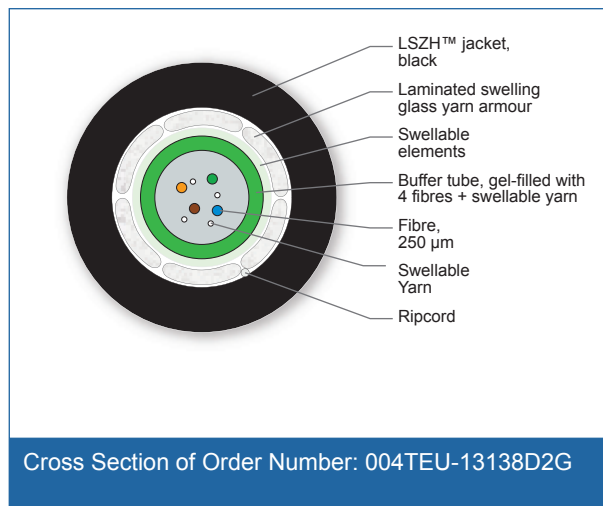 LSZH™ jacket,
black
Laminated swelling
glass yarn armour
Swellable
elements
Buffer tube, gel-filled with
4 fibres + swellable yarn
Fibre,
250 µm
Swellable
Yarn
Ripcord
Cross Section of Order Number: 004TEU-13138D2G